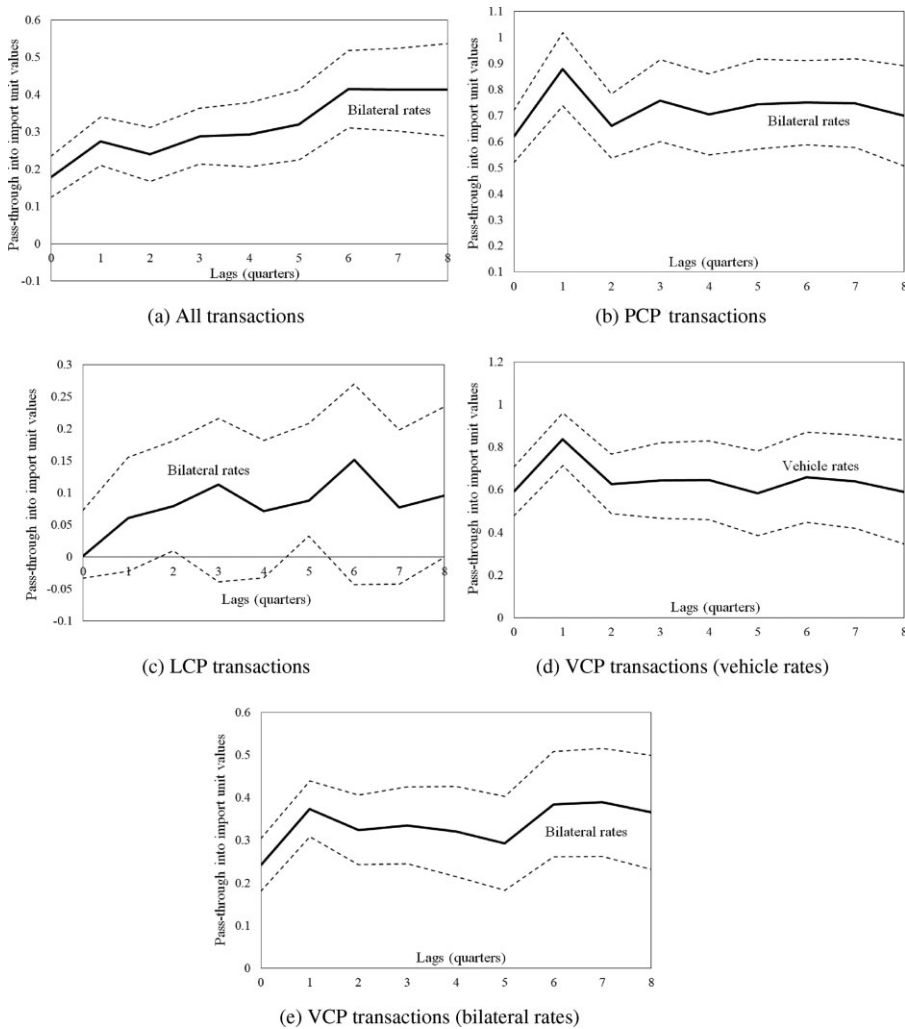 0.6
0.5
0.4
0.3
0.2
0.1
0
-0.1
Pass-through into import unit values
Bilateral rates
0 1 2 3 4 5 6 7 8
Lags (quarters)
(a) All transactions
1.1
1
0.9
0.8
0.7
0.6
0.5
0.4
0.3
0.2
0.1
Pass-through into import unit values
Bilateral rates
Lags (quarters)
0 1 2 3 4 5 6 7 8
(b) PCP transactions
0.3
0.25
0.2
0.15
0.1
0.05
0
-0.05
-0.1
Pass-through into import unit values
Bilateral rates
0 1 2 3 4 5 6 7 8
Lags (quarters)
(c) LCP transactions
1.2
1
0.8
0.6
0.4
0.2
0
Pass-through into import unit values
Vehicle rates
Lags (quarters)
0 1 2 3 4 5 6 7 8
(d) VCP transactions (vehicle rates)
0.6
0.5
0.4
0.3
0.2
0.1
0
Pass-through into import unit values
Bilateral rates
Lags (quarters)
0 1 2 3 4 5 6 7 8
(e) VCP transactions (bilateral rates)